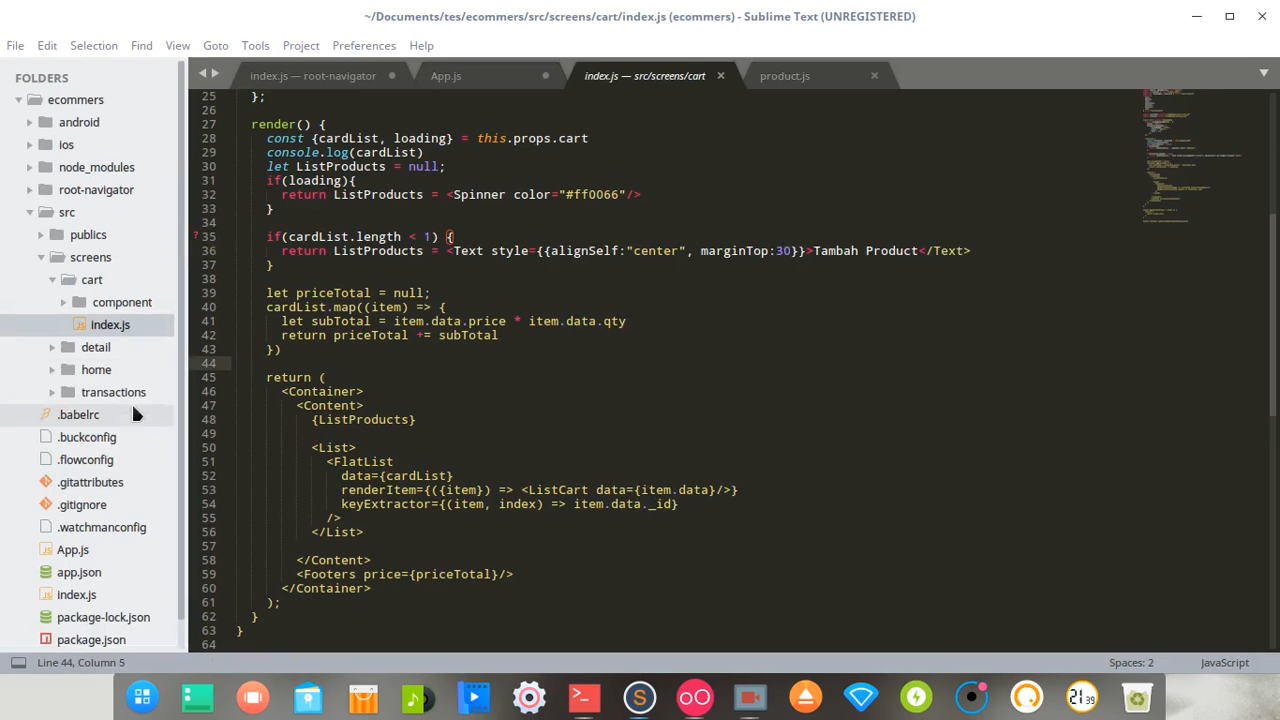 ~/Documents/tes/ecommers/src/screens/cart/index.js (ecommers) - Sublime Text (UNREGISTERED)
File Edit Selection Find View Goto Tools Project Preferences Help
FOLDERS
ecommers
android
ios
node_modules
root-navigator
src
publics
screens
cart
component
index.js
detail
home
transactions
.babelrc
.buckconfig
.flowconfig
.gitattributes
.gitignore
.watchmanconfig
App.js
app.json
index.js
package-lock.json
package.json
index.js — root-navigator App.js index.js — src/screens/cart product.js
25 };
26
27 render() {
28 const {cardList, loading} = this.props.cart
29 console.log(cardList)
30 let ListProducts = null;
31 if(loading){
32 return ListProducts = <Spinner color="#ff0066"/>
33 }
34
? 35 if(cardList.length < 1) {
36 return ListProducts = <Text style={{alignSelf:"center", marginTop:30}}>Tambah Product</Text>
37 }
38
39 let priceTotal = null;
40 cardList.map((item) => {
41 let subTotal = item.data.price * item.data.qty
42 return priceTotal += subTotal
43 })
44
45 return (
46 <Container>
47 <Content>
48 {ListProducts}
49
50 <List>
51 <FlatList
52 data={cardList}
53 renderItem={({item}) => <ListCart data={item.data}/>}
54 keyExtractor={(item, index) => item.data._id}
55 />
56 </List>
57
58 </Content>
59 <Footers price={priceTotal}/>
60 </Container>
61 );
62 }
63 }
64
Line 44, Column 5 Spaces: 2 JavaScript
21 39